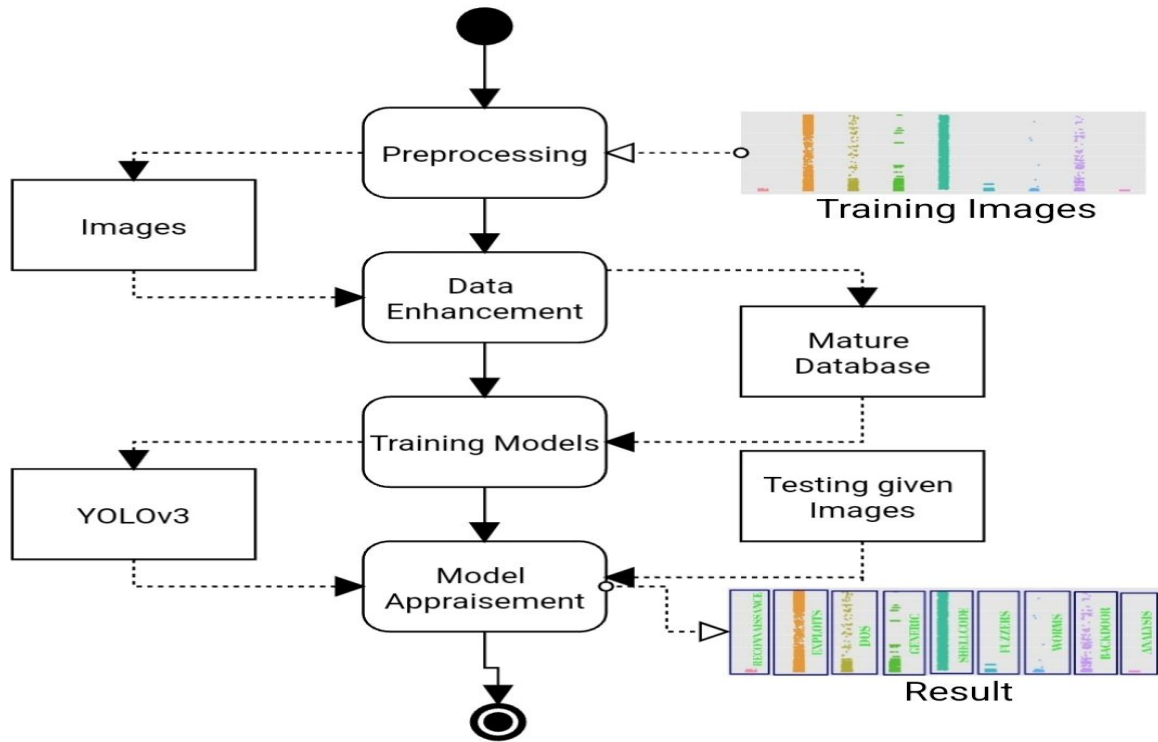 Preprocessing
Training Images
Images
Data
Enhancement
Mature
Database
Training Models
Testing given
Images
YOLOv3
Model
Appraisement
RECONNAISSANCE
EXPLOITS
DOS
GENERIC
SHELLCODE
FUZZERS
WORMS
BACKDOOR
ANALYSIS
Result